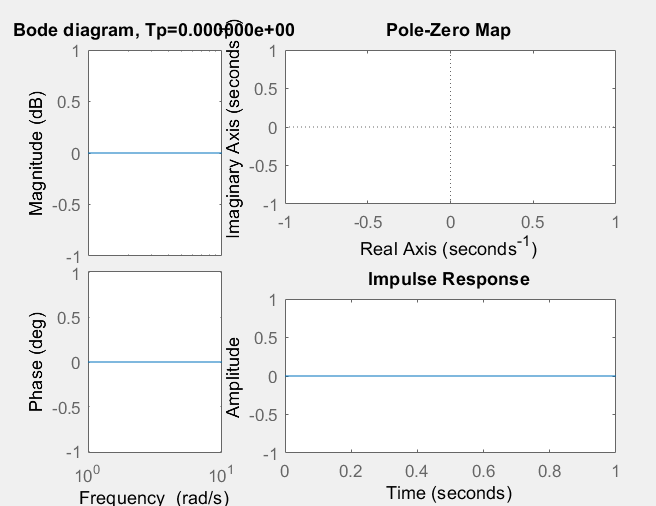 Bode diagram, Tp=0.000000e+00
Magnitude (dB)
1
0.5
0
-0.5
-1
Phase (deg)
1
0.5
0
-0.5
-1
10^0 10^1
Frequency (rad/s)
Pole-Zero Map
Imaginary Axis (seconds
1
0.5
0
-0.5
-1
-1 -0.5 0 0.5 1
Real Axis (seconds^-1)
Impulse Response
Amplitude
1
0.5
0
-0.5
-1
0 0.2 0.4 0.6 0.8 1
Time (seconds)